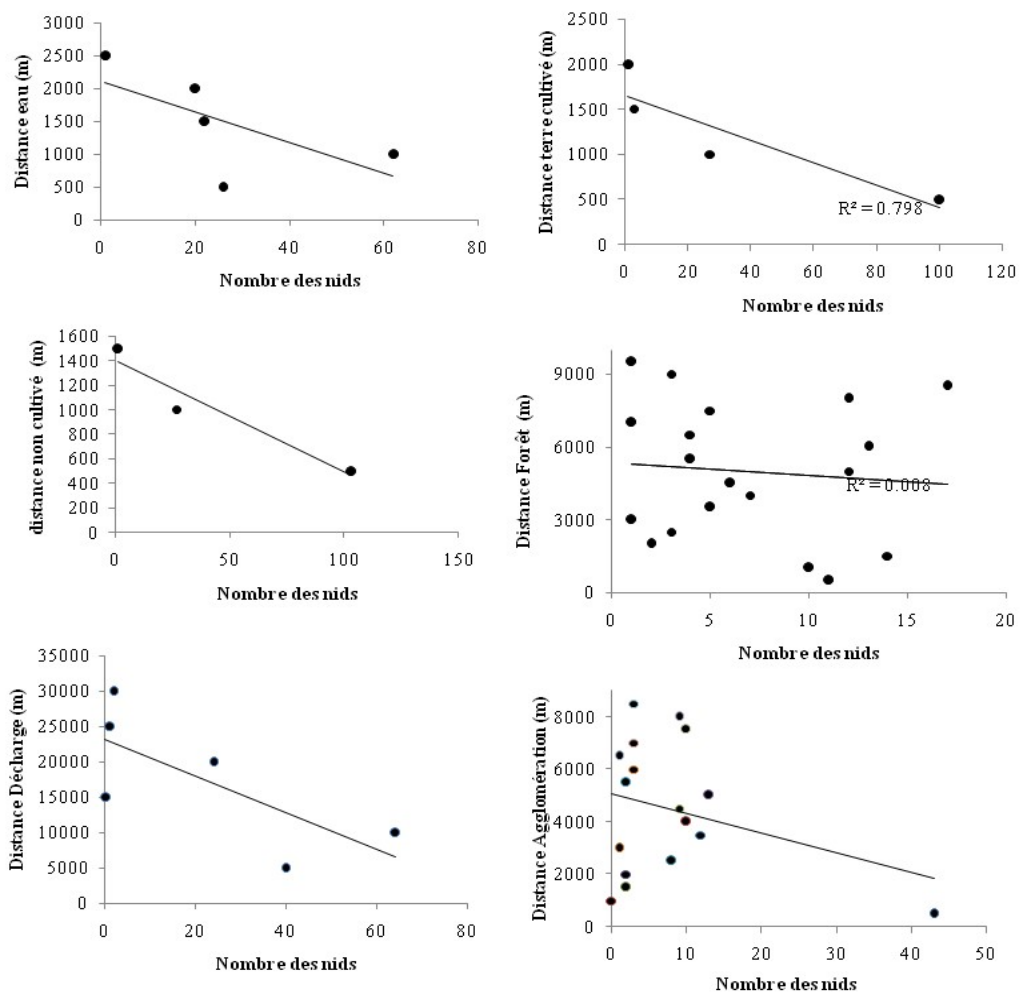 Distance eau (m)
3000
2500
2000
1500
1000
500
0
0 20 40 60 80
Nombre des nids
Distance terre cultivé (m)
2500
2000
1500
1000
500
0
R² = 0.798
0 20 40 60 80 100 120
Nombre des nids
distance non cultivé (m)
1600
1400
1200
1000
800
600
400
200
0
0 50 100 150
Nombre des nids
Distance Forêt (m)
9000
6000
3000
0
R² = 0.008
0 5 10 15 20
Nombre des nids
Distance Décharge (m)
35000
30000
25000
20000
15000
10000
5000
0
0 20 40 60 80
Nombre des nids
Distance Agglomération (m)
8000
6000
4000
2000
0
0 10 20 30 40 50
Nombre des nids